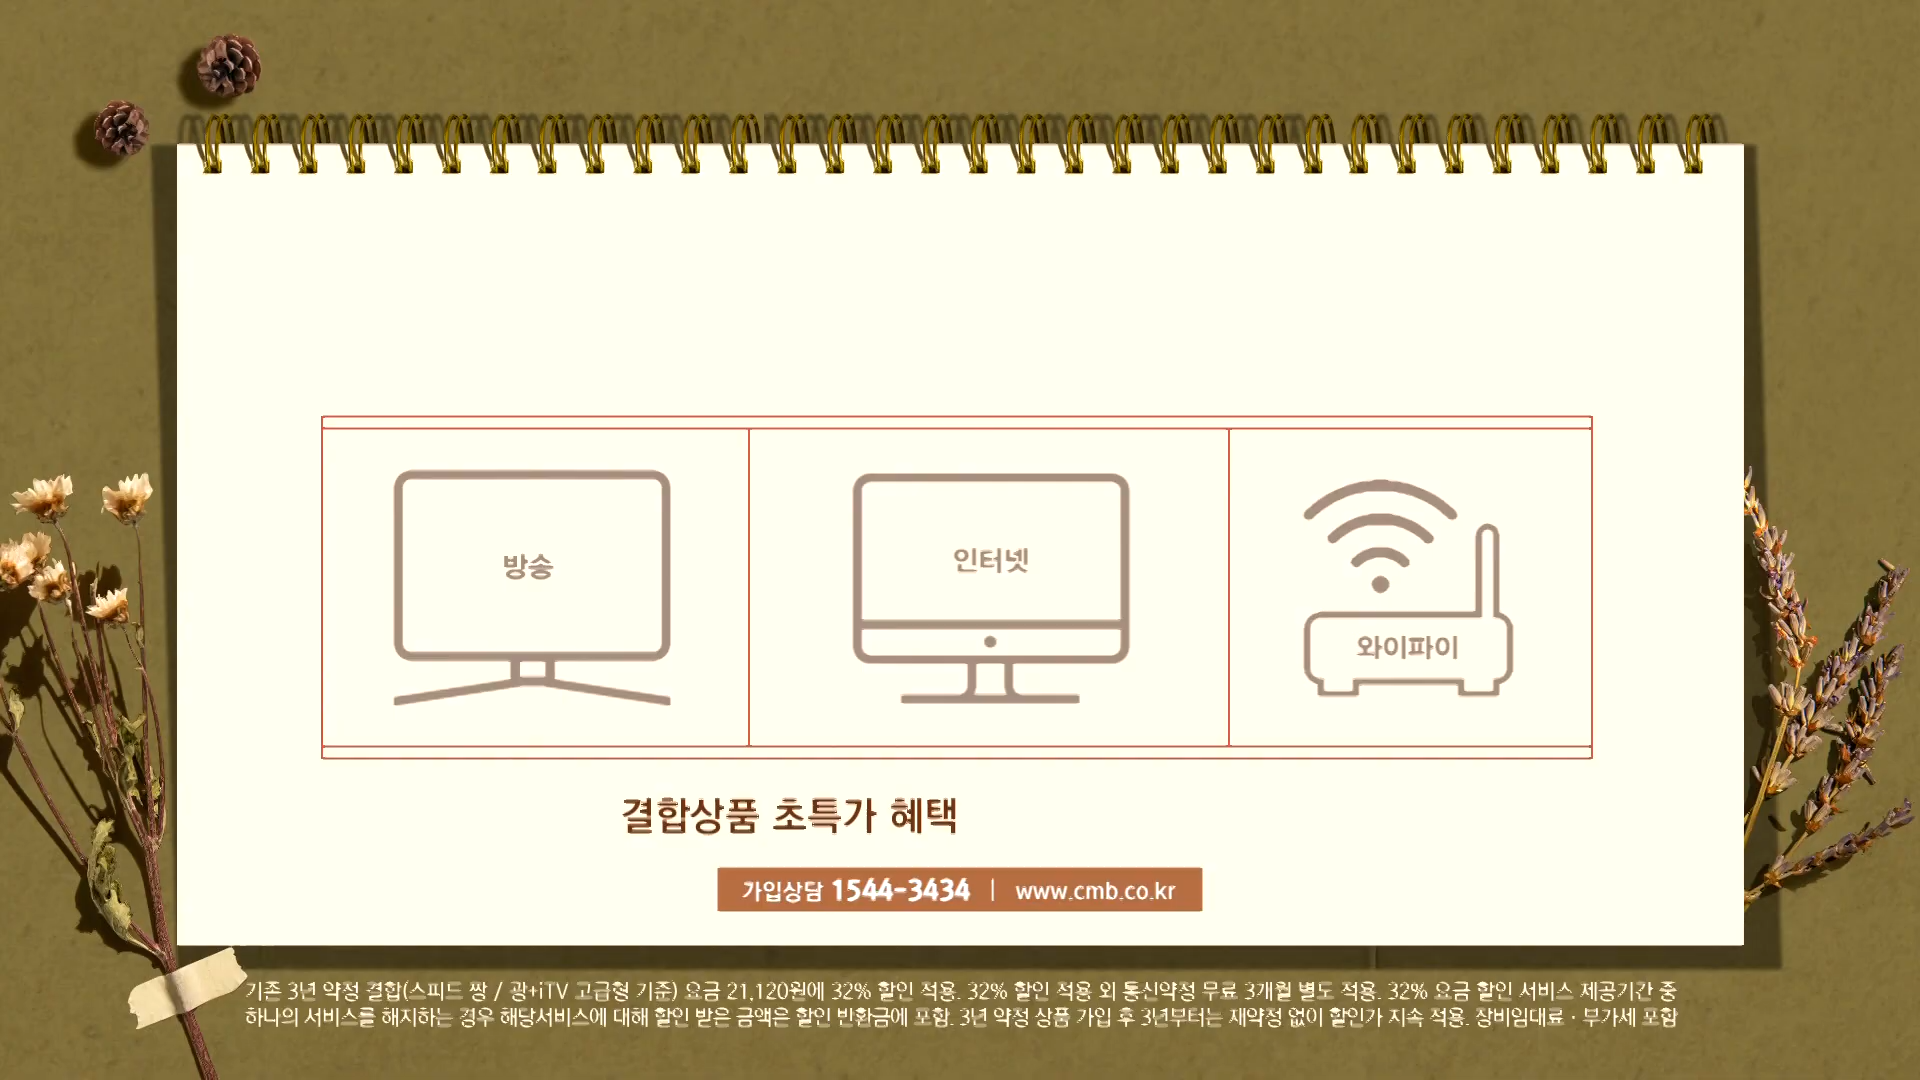 방송
인터넷
와이파이
결합상품 초특가 혜택
가입상담 1544-3434 | www.cmb.co.kr
기존 3년 약정 결합(스피드 짱 / 광+iTV 고급형 기준) 요금 21,120원에 32% 할인 적용. 32% 할인 적용 외 통신약정 무료 3개월 별도 적용. 32% 요금 할인 서비스 제공기간 중
하나의 서비스를 해지하는 경우 해당서비스에 대해 할인 받은 금액은 할인 반환금에 포함. 3년 약정 상품 가입 후 3년부터는 재약정 없이 할인가 지속 적용. 장비임대료 · 부가세 포함